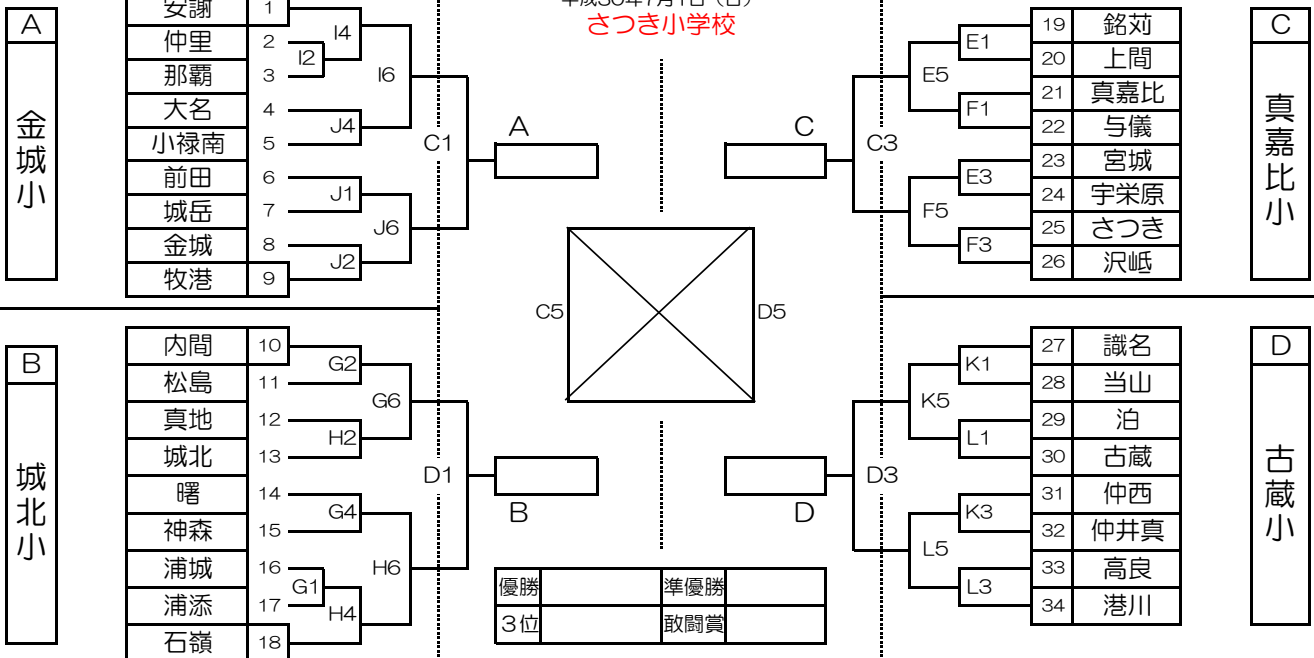 さつき小学校
A
金城小
安謝 1
仲里 2
那覇 3
大名 4
小禄南 5
前田 6
城岳 7
金城 8
牧港 9
I2
I4
J4
J1
J2
I6
J6
C1
A
B
城北小
内間 10
松島 11
真地 12
城北 13
曙 14
神森 15
浦城 16
浦添 17
石嶺 18
G2
H2
G4
G1
H4
G6
H6
D1
B
C5
D5
C
真嘉比小
19 銘苅
20 上間
21 真嘉比
22 与儀
23 宮城
24 宇栄原
25 さつき
26 沢岻
E1
F1
E3
F3
E5
F5
C3
C
D
古蔵小
27 識名
28 当山
29 泊
30 古蔵
31 仲西
32 仲井真
33 高良
34 港川
K1
L1
K3
L3
K5
L5
D3
D
優勝 準優勝
3位 敢闘賞